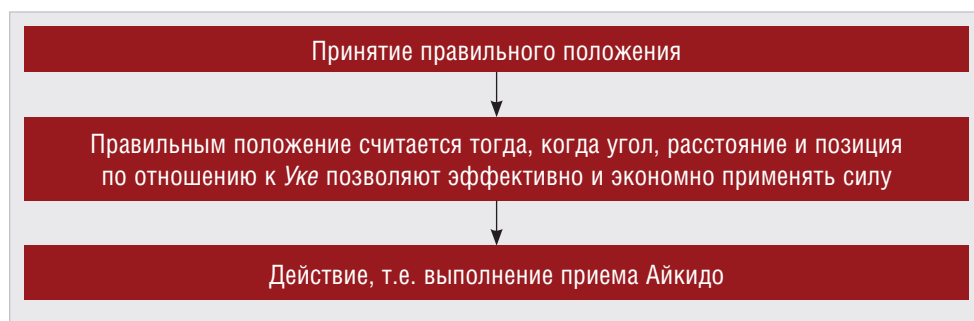 Принятие правильного положения
Правильным положение считается тогда, когда угол, расстояние и позиция
по отношению к Уке позволяют эффективно и экономно применять силу
Действие, т.е. выполнение приема Айкидо